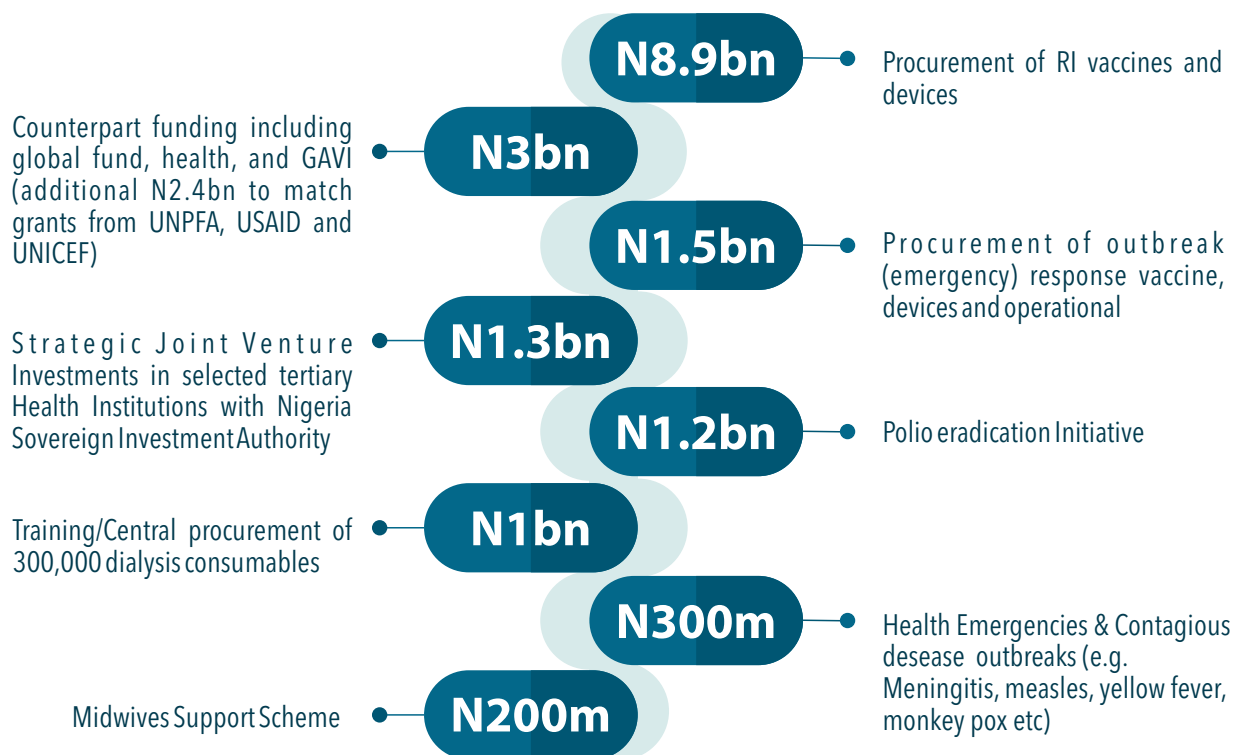 N8.9bn
Procurement of RI vaccines and
devices
Counterpart funding including
global fund, health, and GAVI
(additional N2.4bn to match
grants from UNPFA, USAID and
UNICEF)
N3bn
N1.5bn
Procurement of outbreak
(emergency) response vaccine,
devices and operational
Strategic Joint Venture
Investments in selected tertiary
Health Institutions with Nigeria
Sovereign Investment Authority
N1.3bn
N1.2bn
Polio eradication Initiative
Training/Central procurement of
300,000 dialysis consumables
N1bn
N300m
Health Emergencies & Contagious
desease outbreaks (e.g.
Meningitis, measles, yellow fever,
monkey pox etc)
Midwives Support Scheme
N200m